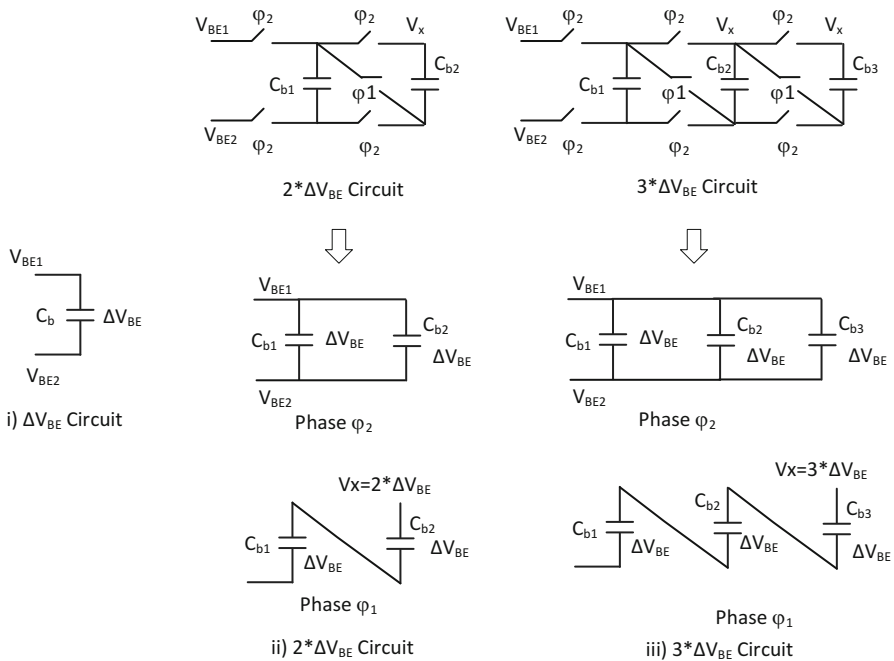 V_BE1 φ₂ φ₂ V_x
C_b1 C_b2
φ1
V_BE2 φ₂ φ₂
2*ΔV_BE Circuit
V_BE1 φ₂ φ₂ V_x φ₂ V_x
C_b1 C_b2 C_b3
φ1 φ1
V_BE2 φ₂ φ₂ φ₂
3*ΔV_BE Circuit
V_BE1
C_b ΔV_BE
V_BE2
i) ΔV_BE Circuit
V_BE1
C_b1 ΔV_BE C_b2
ΔV_BE
V_BE2
Phase φ₂
V_BE1
C_b1 ΔV_BE C_b2 ΔV_BE C_b3 ΔV_BE
V_BE2
Phase φ₂
Vx=2*ΔV_BE
C_b1 C_b2
ΔV_BE ΔV_BE
Phase φ₁
ii) 2*ΔV_BE Circuit
Vx=3*ΔV_BE
C_b1 C_b2 C_b3
ΔV_BE ΔV_BE ΔV_BE
Phase φ₁
iii) 3*ΔV_BE Circuit